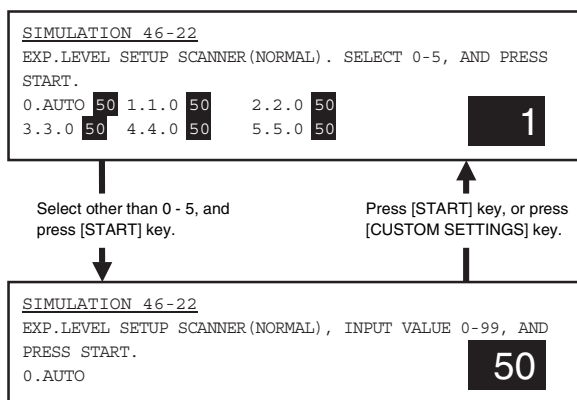 SIMULATION 46-22
EXP.LEVEL SETUP SCANNER(NORMAL). SELECT 0-5, AND PRESS
START.
0.AUTO 50 1.1.0 50 2.2.0 50
3.3.0 50 4.4.0 50 5.5.0 50
1
Select other than 0 - 5, and
press [START] key.
Press [START] key, or press
[CUSTOM SETTINGS] key.
SIMULATION 46-22
EXP.LEVEL SETUP SCANNER(NORMAL), INPUT VALUE 0-99, AND
PRESS START.
0.AUTO
50